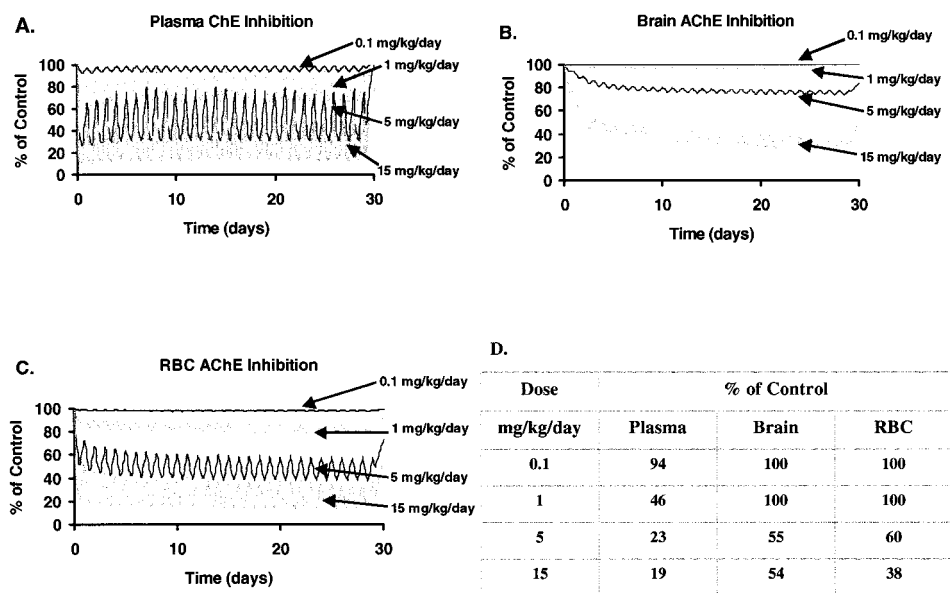 A.
Plasma ChE Inhibition
0.1 mg/kg/day
1 mg/kg/day
5 mg/kg/day
15 mg/kg/day
% of Control
100
80
60
40
20
0
0 10 20 30
Time (days)
B.
Brain AChE Inhibition
0.1 mg/kg/day
1 mg/kg/day
5 mg/kg/day
15 mg/kg/day
% of Control
100
80
60
40
20
0
0 10 20 30
Time (days)
C.
RBC AChE Inhibition
0.1 mg/kg/day
1 mg/kg/day
5 mg/kg/day
15 mg/kg/day
% of Control
100
80
60
40
20
0
0 10 20 30
Time (days)
D.
Dose % of Control
mg/kg/day Plasma Brain RBC
0.1 94 100 100
1 46 100 100
5 23 55 60
15 19 54 38